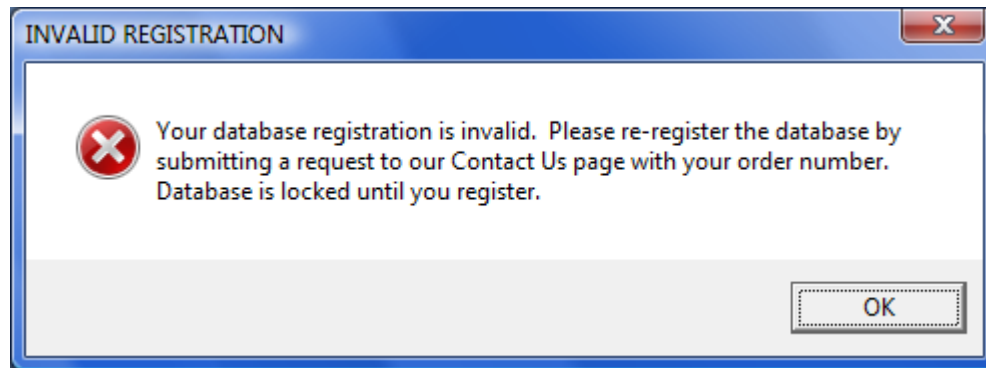 INVALID REGISTRATION
Your database registration is invalid.  Please re-register the database by
submitting a request to our Contact Us page with your order number.
Database is locked until you register.
OK